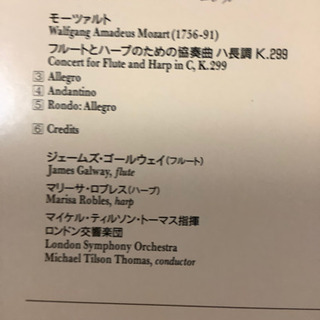 モーツァルト
Walfgang Amadeus Mozart (1756-91)
フルートとハープのための協奏曲 ハ長調 K.299
Concert for Flute and Harp in C, K.299
3 Allegro
4 Andantino
5 Rondo: Allegro
6 Credits
ジェームズ・ゴールウェイ(フルート)
James Galway, flute
マリーサ・ロブレス(ハープ)
Marisa Robles, harp
マイケル・ティルソン・トーマス指揮
ロンドン交響楽団
London Symphony Orchestra
Michael Tilson Thomas, conductor